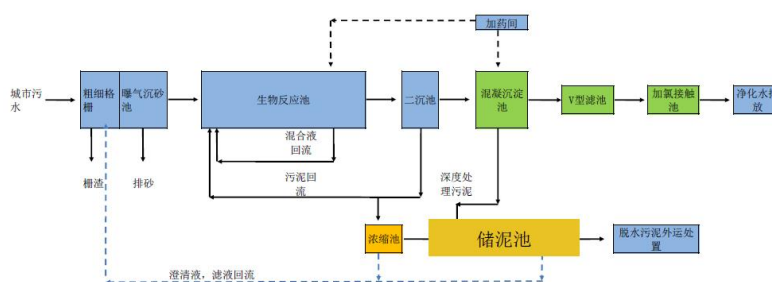 加药间
城市污
水
粗细格
栅
曝气沉砂
池
生物反应池
二沉池
混凝沉淀
池
V型滤池
加氯接触
池
净化水排
放
混合液
回流
栅渣
排砂
污泥回
流
深度处
理污泥
浓缩池
储泥池
脱水污泥外运处
置
澄清液，滤液回流